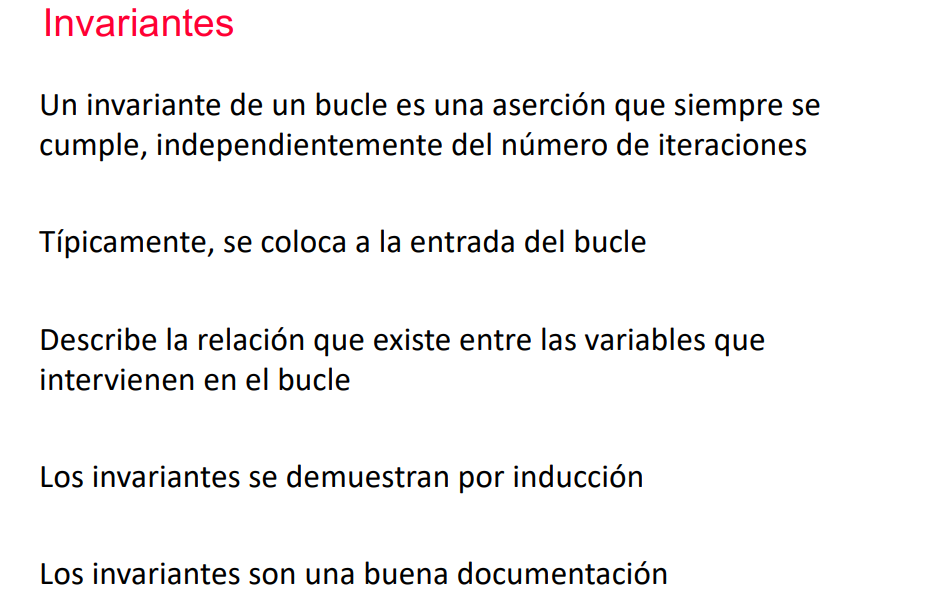 Invariantes
Un invariante de un bucle es una aserción que siempre se
cumple, independientemente del número de iteraciones
Típicamente, se coloca a la entrada del bucle
Describe la relación que existe entre las variables que
intervienen en el bucle
Los invariantes se demuestran por inducción
Los invariantes son una buena documentación